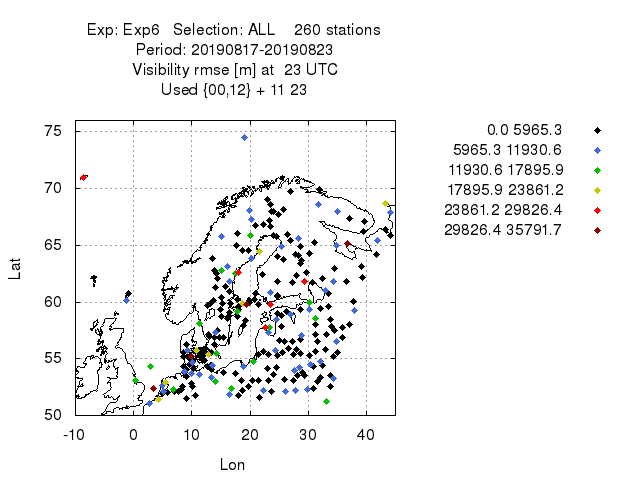 Exp: Exp6   Selection: ALL    260 stations
Period: 20190817-20190823
Visibility rmse [m] at  23 UTC
Used {00,12} + 11 23
0.0 5965.3
5965.3 11930.6
11930.6 17895.9
17895.9 23861.2
23861.2 29826.4
29826.4 35791.7
Lat
75
70
65
60
55
50
-10 0 10 20 30 40
Lon